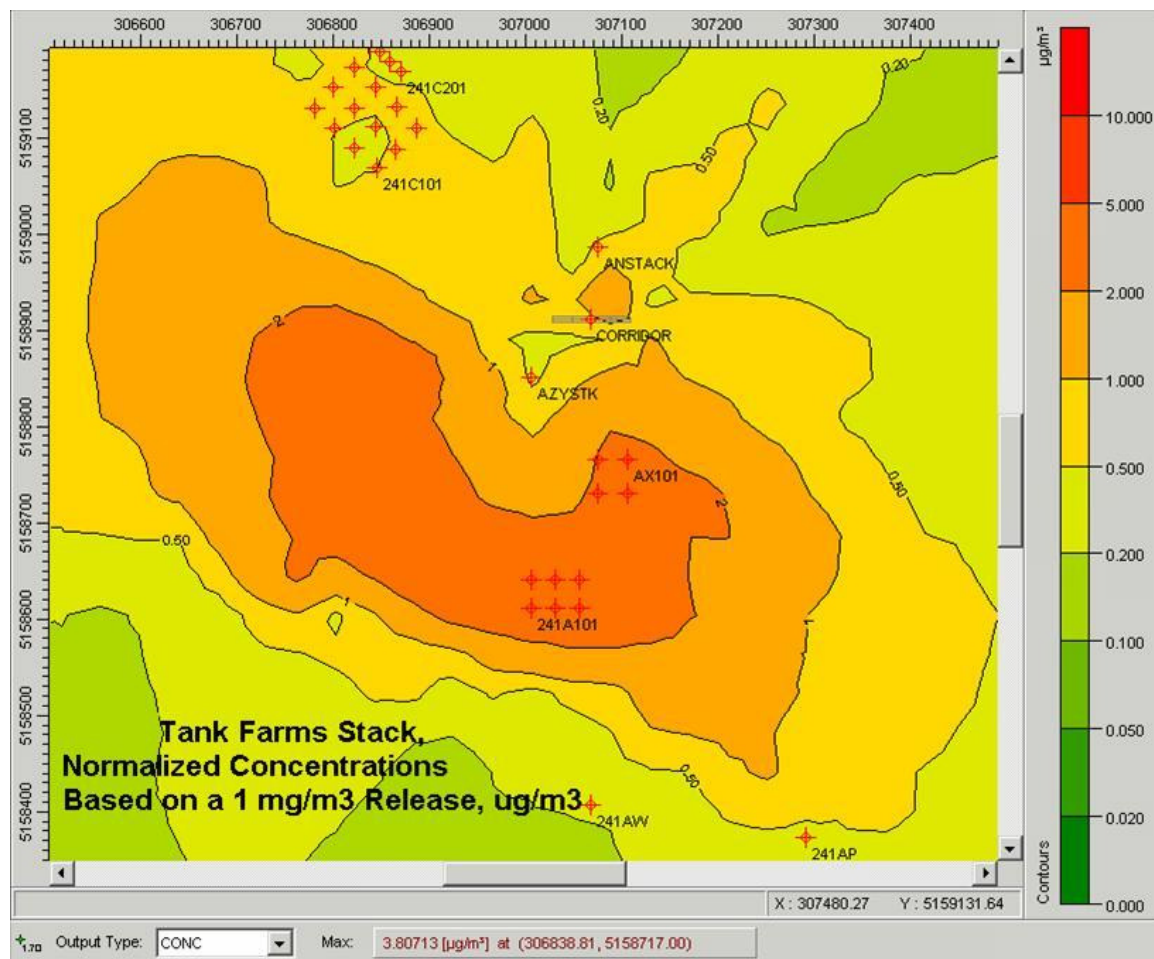 306600 306700 306800 306900 307000 307100 307200 307300 307400
µg/m³
0.20
0.20
241C201
10.000
5159100
0.50
241C101
5.000
5159000
ANSTACK
2.000
5158900
2
CORRIDOR
1
1.000
AZYSTK
5158800
AX101
0.500
0.50
2
5158700
0.50
0.200
1
5158600
241A101
1
0.100
5158500
Tank Farms Stack,
0.050
Normalized Concentrations
0.50
Based on a 1 mg/m3 Release, ug/m3
5158400
241AW
0.020
241AP
Contours
0.000
X : 307480.27 Y : 5159131.64
1.70 Output Type: CONC Max: 3.80713 [µg/m³] at (306838.81, 5158717.00)